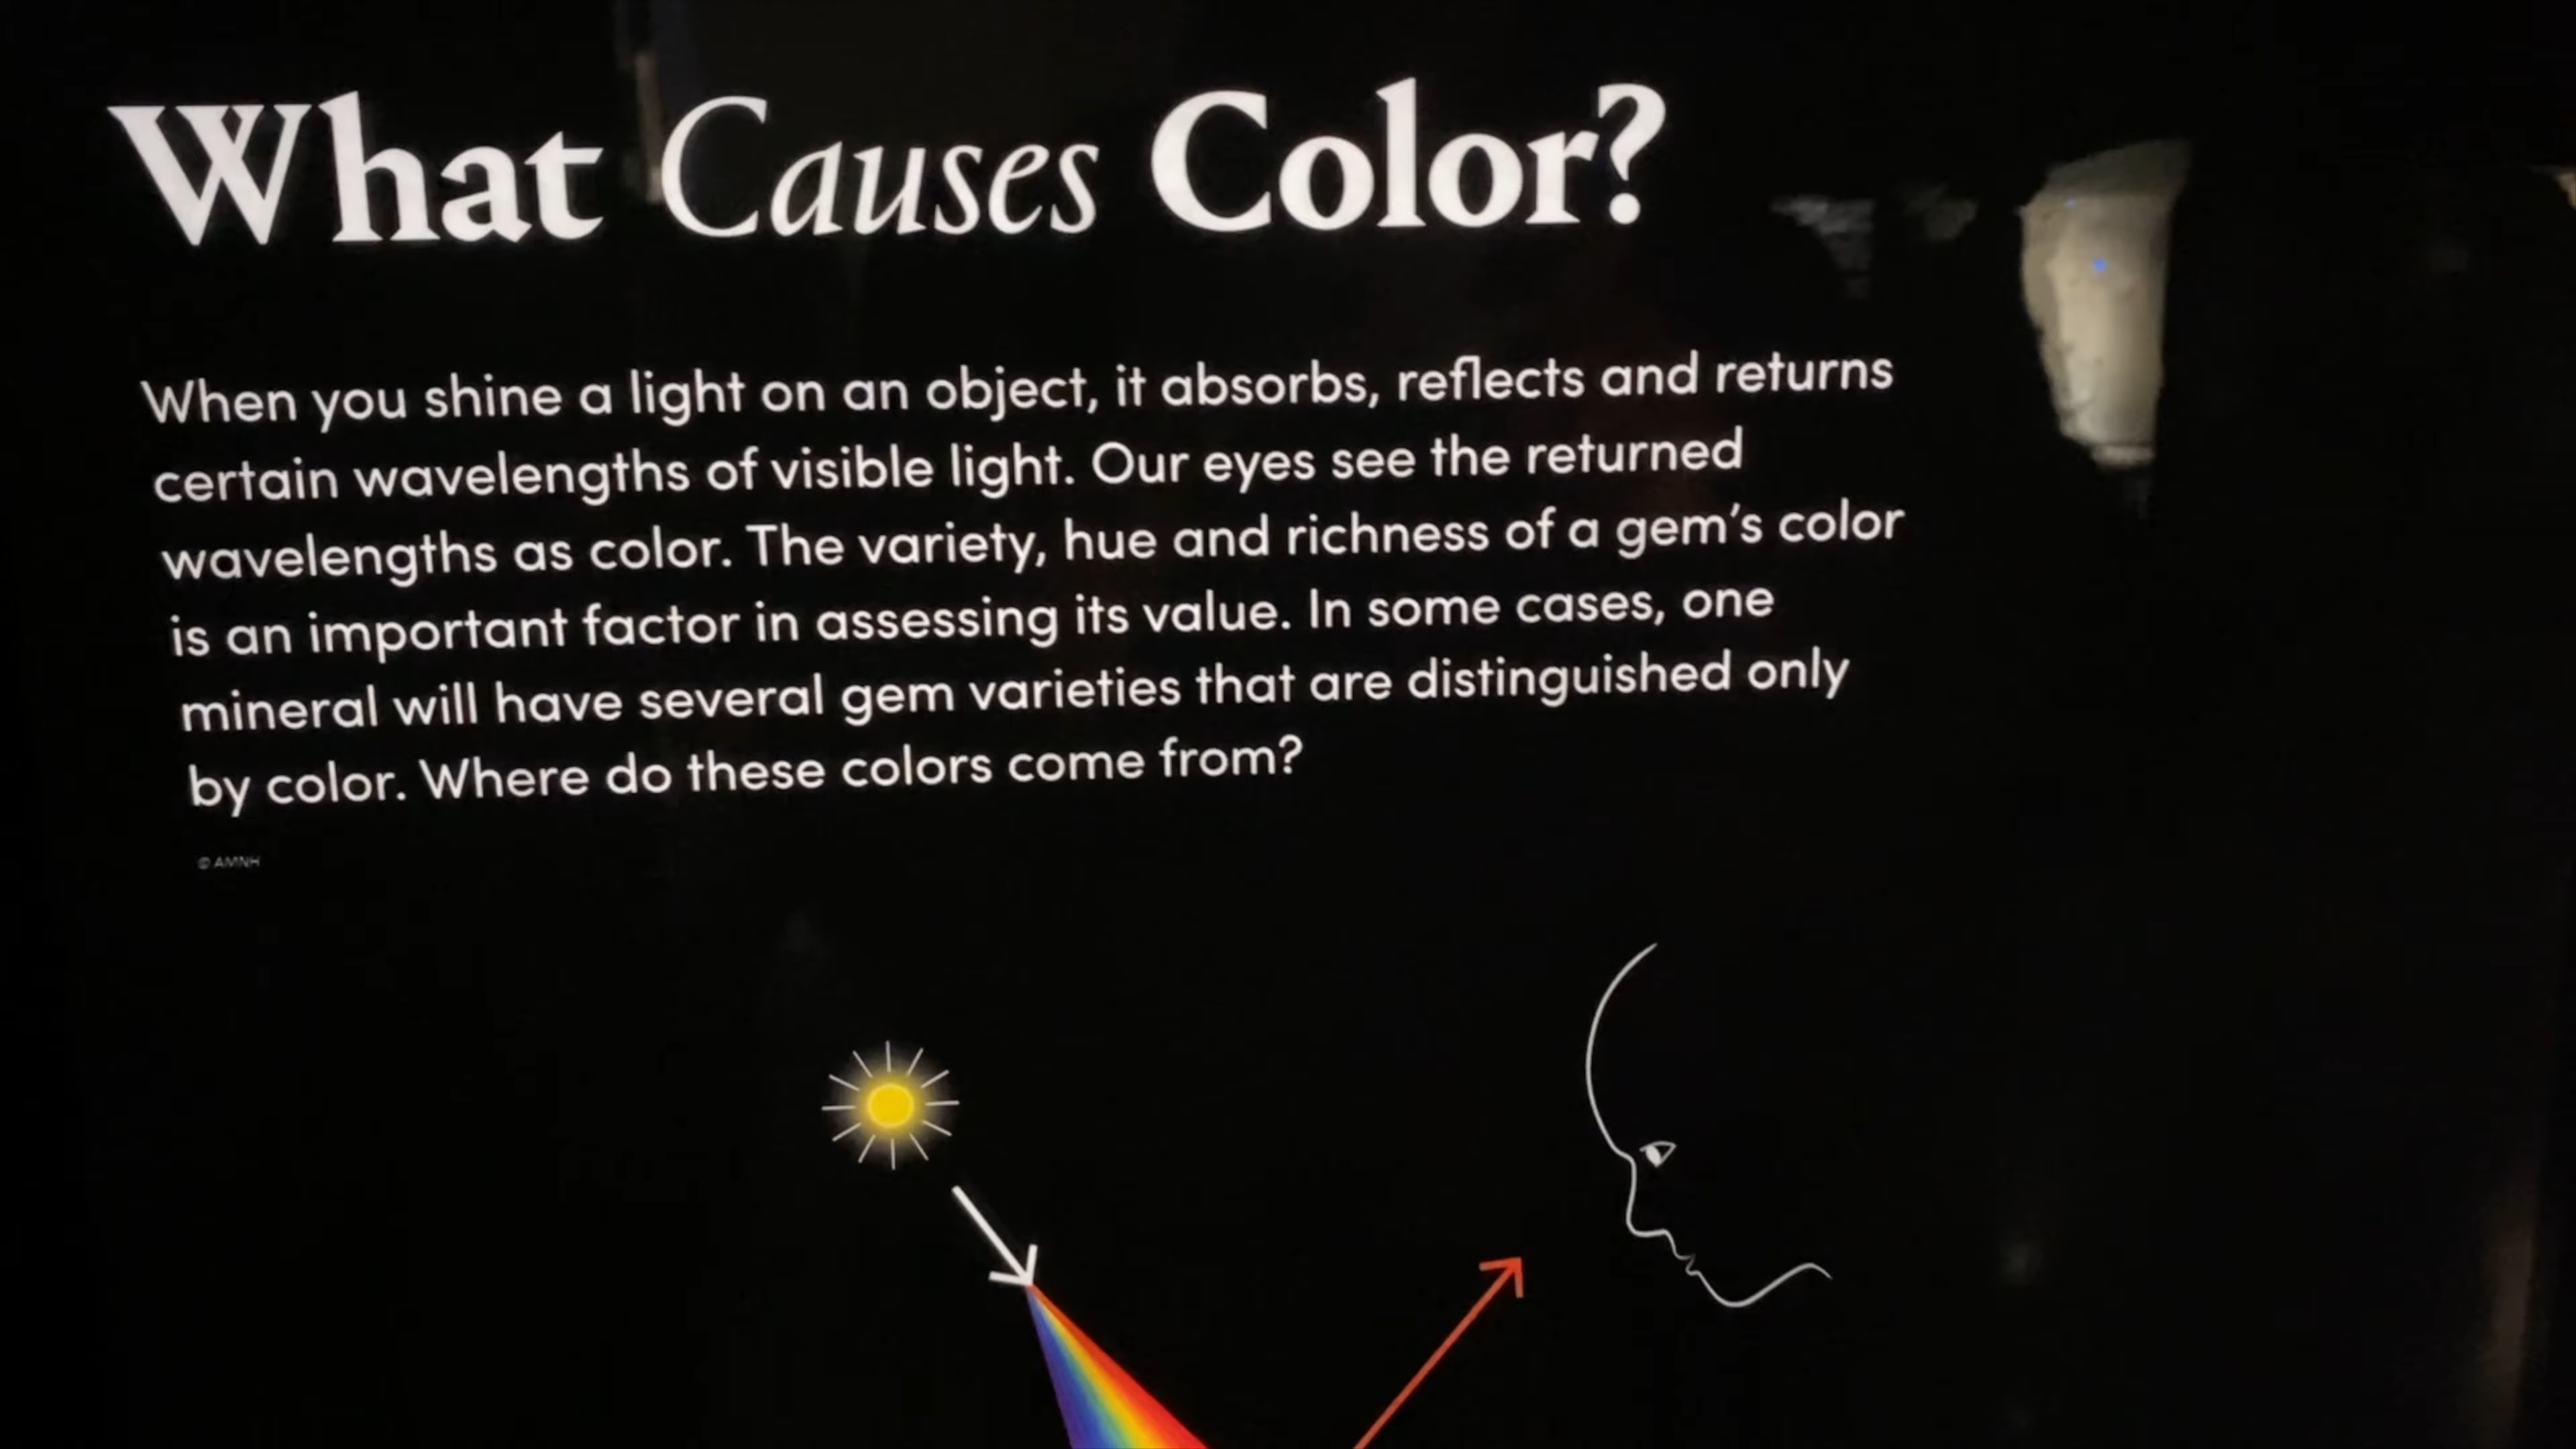 What Causes Color?
When you shine a light on an object, it absorbs, reflects and returns
certain wavelengths of visible light. Our eyes see the returned
wavelengths as color. The variety, hue and richness of a gem’s color
is an important factor in assessing its value. In some cases, one
mineral will have several gem varieties that are distinguished only
by color. Where do these colors come from?
© AMNH